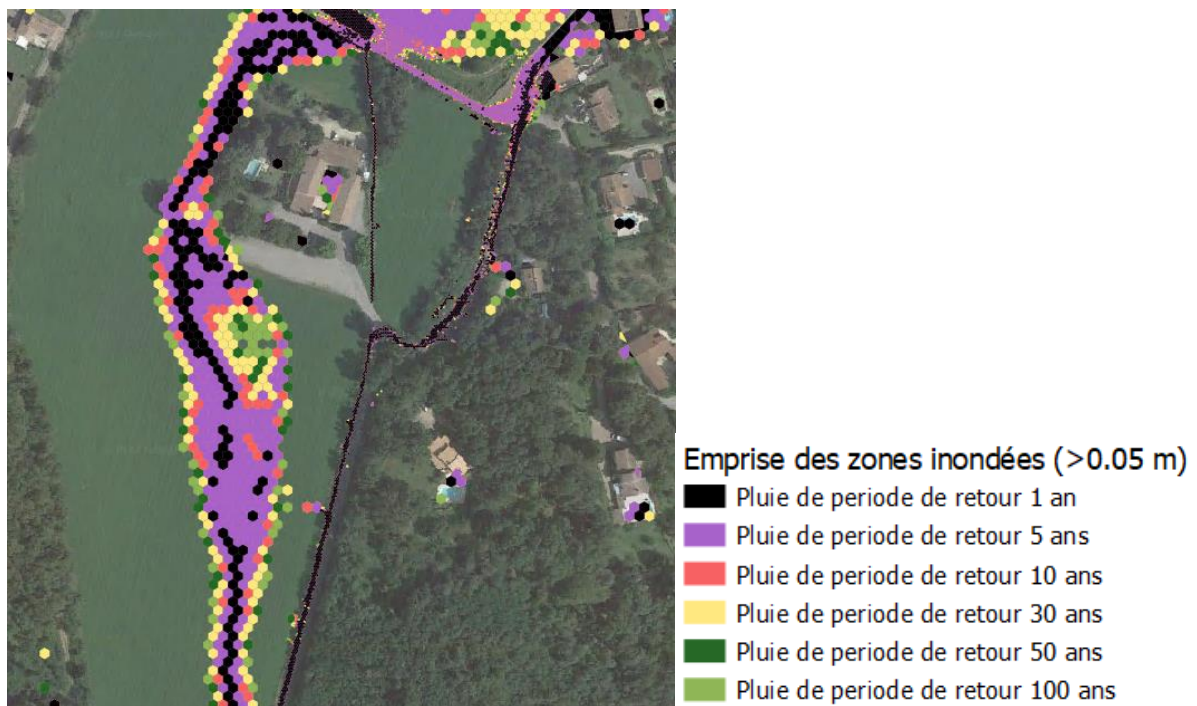 Emprise des zones inondées (>0.05 m)
Pluie de periode de retour 1 an
Pluie de periode de retour 5 ans
Pluie de periode de retour 10 ans
Pluie de periode de retour 30 ans
Pluie de periode de retour 50 ans
Pluie de periode de retour 100 ans